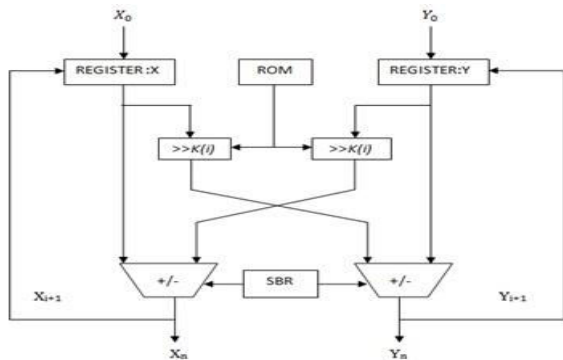 X₀ Y₀
REGISTER:X ROM REGISTER:Y
>>K(i) >>K(i)
+/- SBR +/-
Xᵢ₊₁ Yᵢ₊₁
Xₙ Yₙ